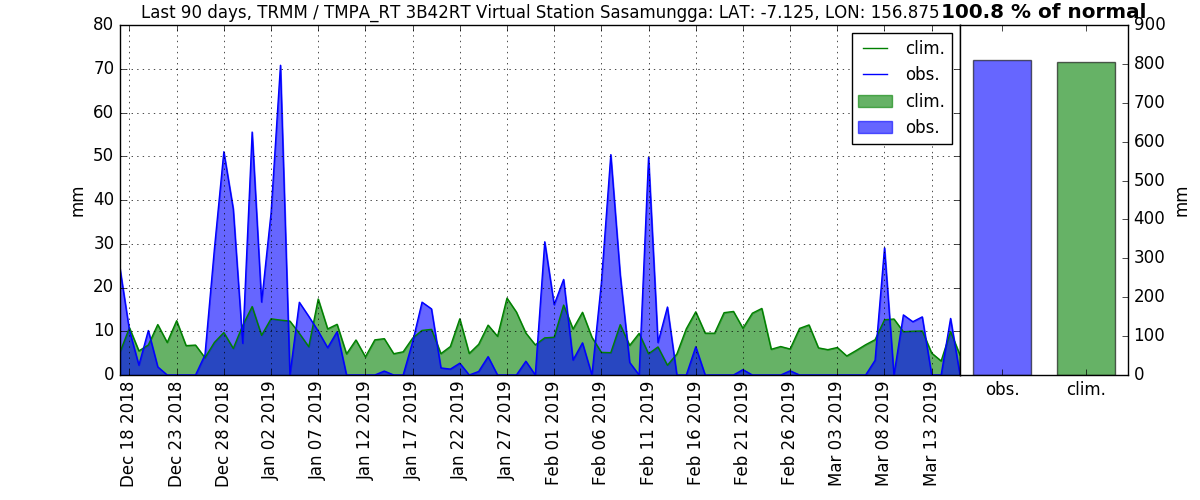 Last 90 days, TRMM / TMPA_RT 3B42RT Virtual Station Sasamungga: LAT: -7.125, LON: 156.875
100.8 % of normal
80
70
60
50
40
30
20
10
0
mm
clim.
obs.
clim.
obs.
900
800
700
600
500
400
300
200
100
0
mm
obs.
clim.
Dec 18 2018
Dec 23 2018
Dec 28 2018
Jan 02 2019
Jan 07 2019
Jan 12 2019
Jan 17 2019
Jan 22 2019
Jan 27 2019
Feb 01 2019
Feb 06 2019
Feb 11 2019
Feb 16 2019
Feb 21 2019
Feb 26 2019
Mar 03 2019
Mar 08 2019
Mar 13 2019